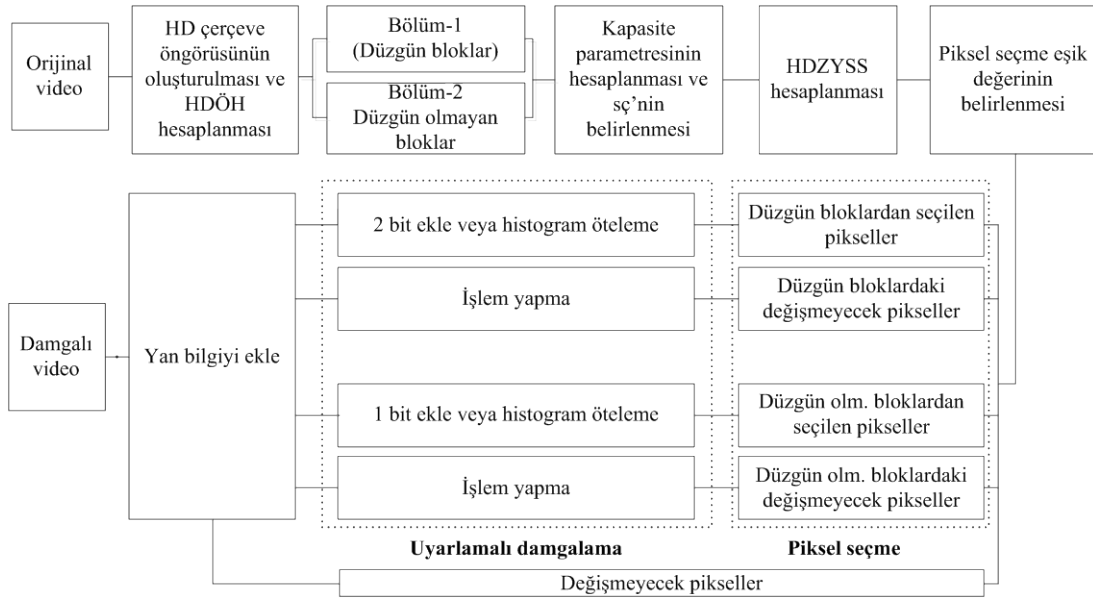 Orijinal
video
HD çerçeve
öngörüsünün
oluşturulması ve
HDÖH
hesaplanması
Bölüm-1
(Düzgün bloklar)
Bölüm-2
Düzgün olmayan
bloklar
Kapasite
parametresinin
hesaplanması ve
sç’nin
belirlenmesi
HDZYSS
hesaplanması
Piksel seçme eşik
değerinin
belirlenmesi
Damgalı
video
Yan bilgiyi ekle
2 bit ekle veya histogram öteleme
İşlem yapma
1 bit ekle veya histogram öteleme
İşlem yapma
Uyarlamalı damgalama
Düzgün bloklardan seçilen
pikseller
Düzgün bloklardaki
değişmeyecek pikseller
Düzgün olm. bloklardan
seçilen pikseller
Düzgün olm. bloklardaki
değişmeyecek pikseller
Piksel seçme
Değişmeyecek pikseller